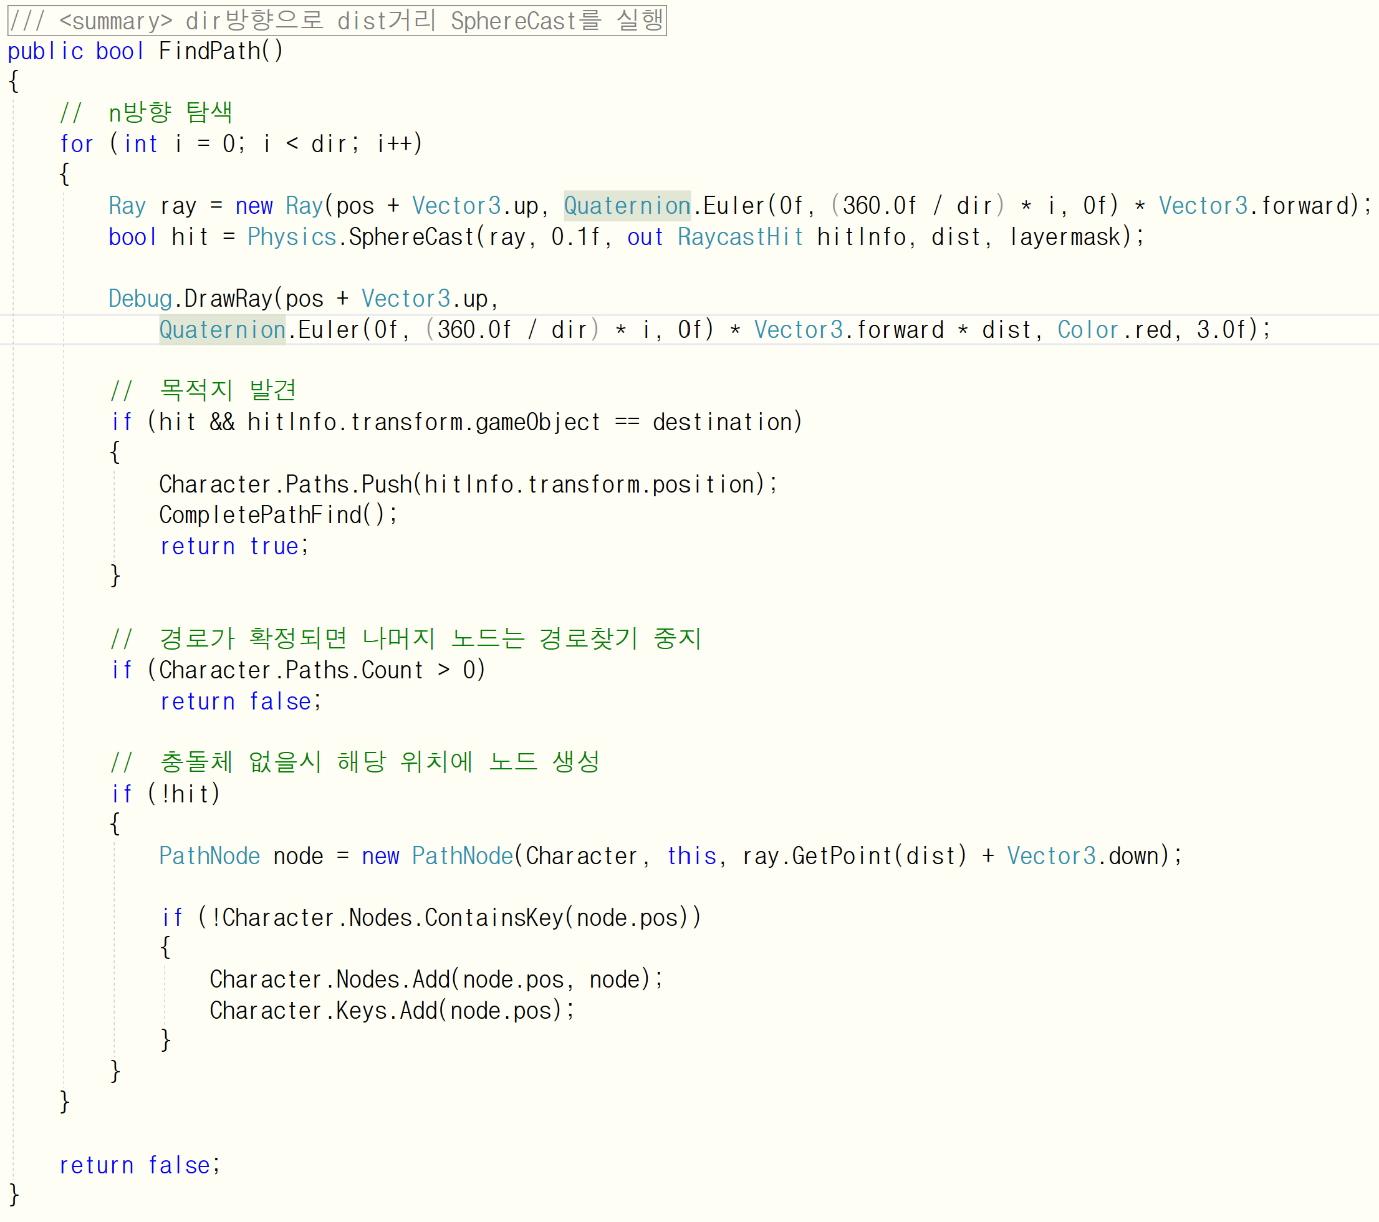 /// <summary> dir방향으로 dist거리 SphereCast를 실행
public bool FindPath()
{
    //  n방향 탐색
    for (int i = 0; i < dir; i++)
    {
        Ray ray = new Ray(pos + Vector3.up, Quaternion.Euler(0f, (360.0f / dir) * i, 0f) * Vector3.forward);
        bool hit = Physics.SphereCast(ray, 0.1f, out RaycastHit hitInfo, dist, layermask);

        Debug.DrawRay(pos + Vector3.up,
            Quaternion.Euler(0f, (360.0f / dir) * i, 0f) * Vector3.forward * dist, Color.red, 3.0f);

        //  목적지 발견
        if (hit && hitInfo.transform.gameObject == destination)
        {
            Character.Paths.Push(hitInfo.transform.position);
            CompletePathFind();
            return true;
        }

        //  경로가 확정되면 나머지 노드는 경로찾기 중지
        if (Character.Paths.Count > 0)
            return false;

        //  충돌체 없을시 해당 위치에 노드 생성
        if (!hit)
        {
            PathNode node = new PathNode(Character, this, ray.GetPoint(dist) + Vector3.down);

            if (!Character.Nodes.ContainsKey(node.pos))
            {
                Character.Nodes.Add(node.pos, node);
                Character.Keys.Add(node.pos);
            }
        }
    }

    return false;
}